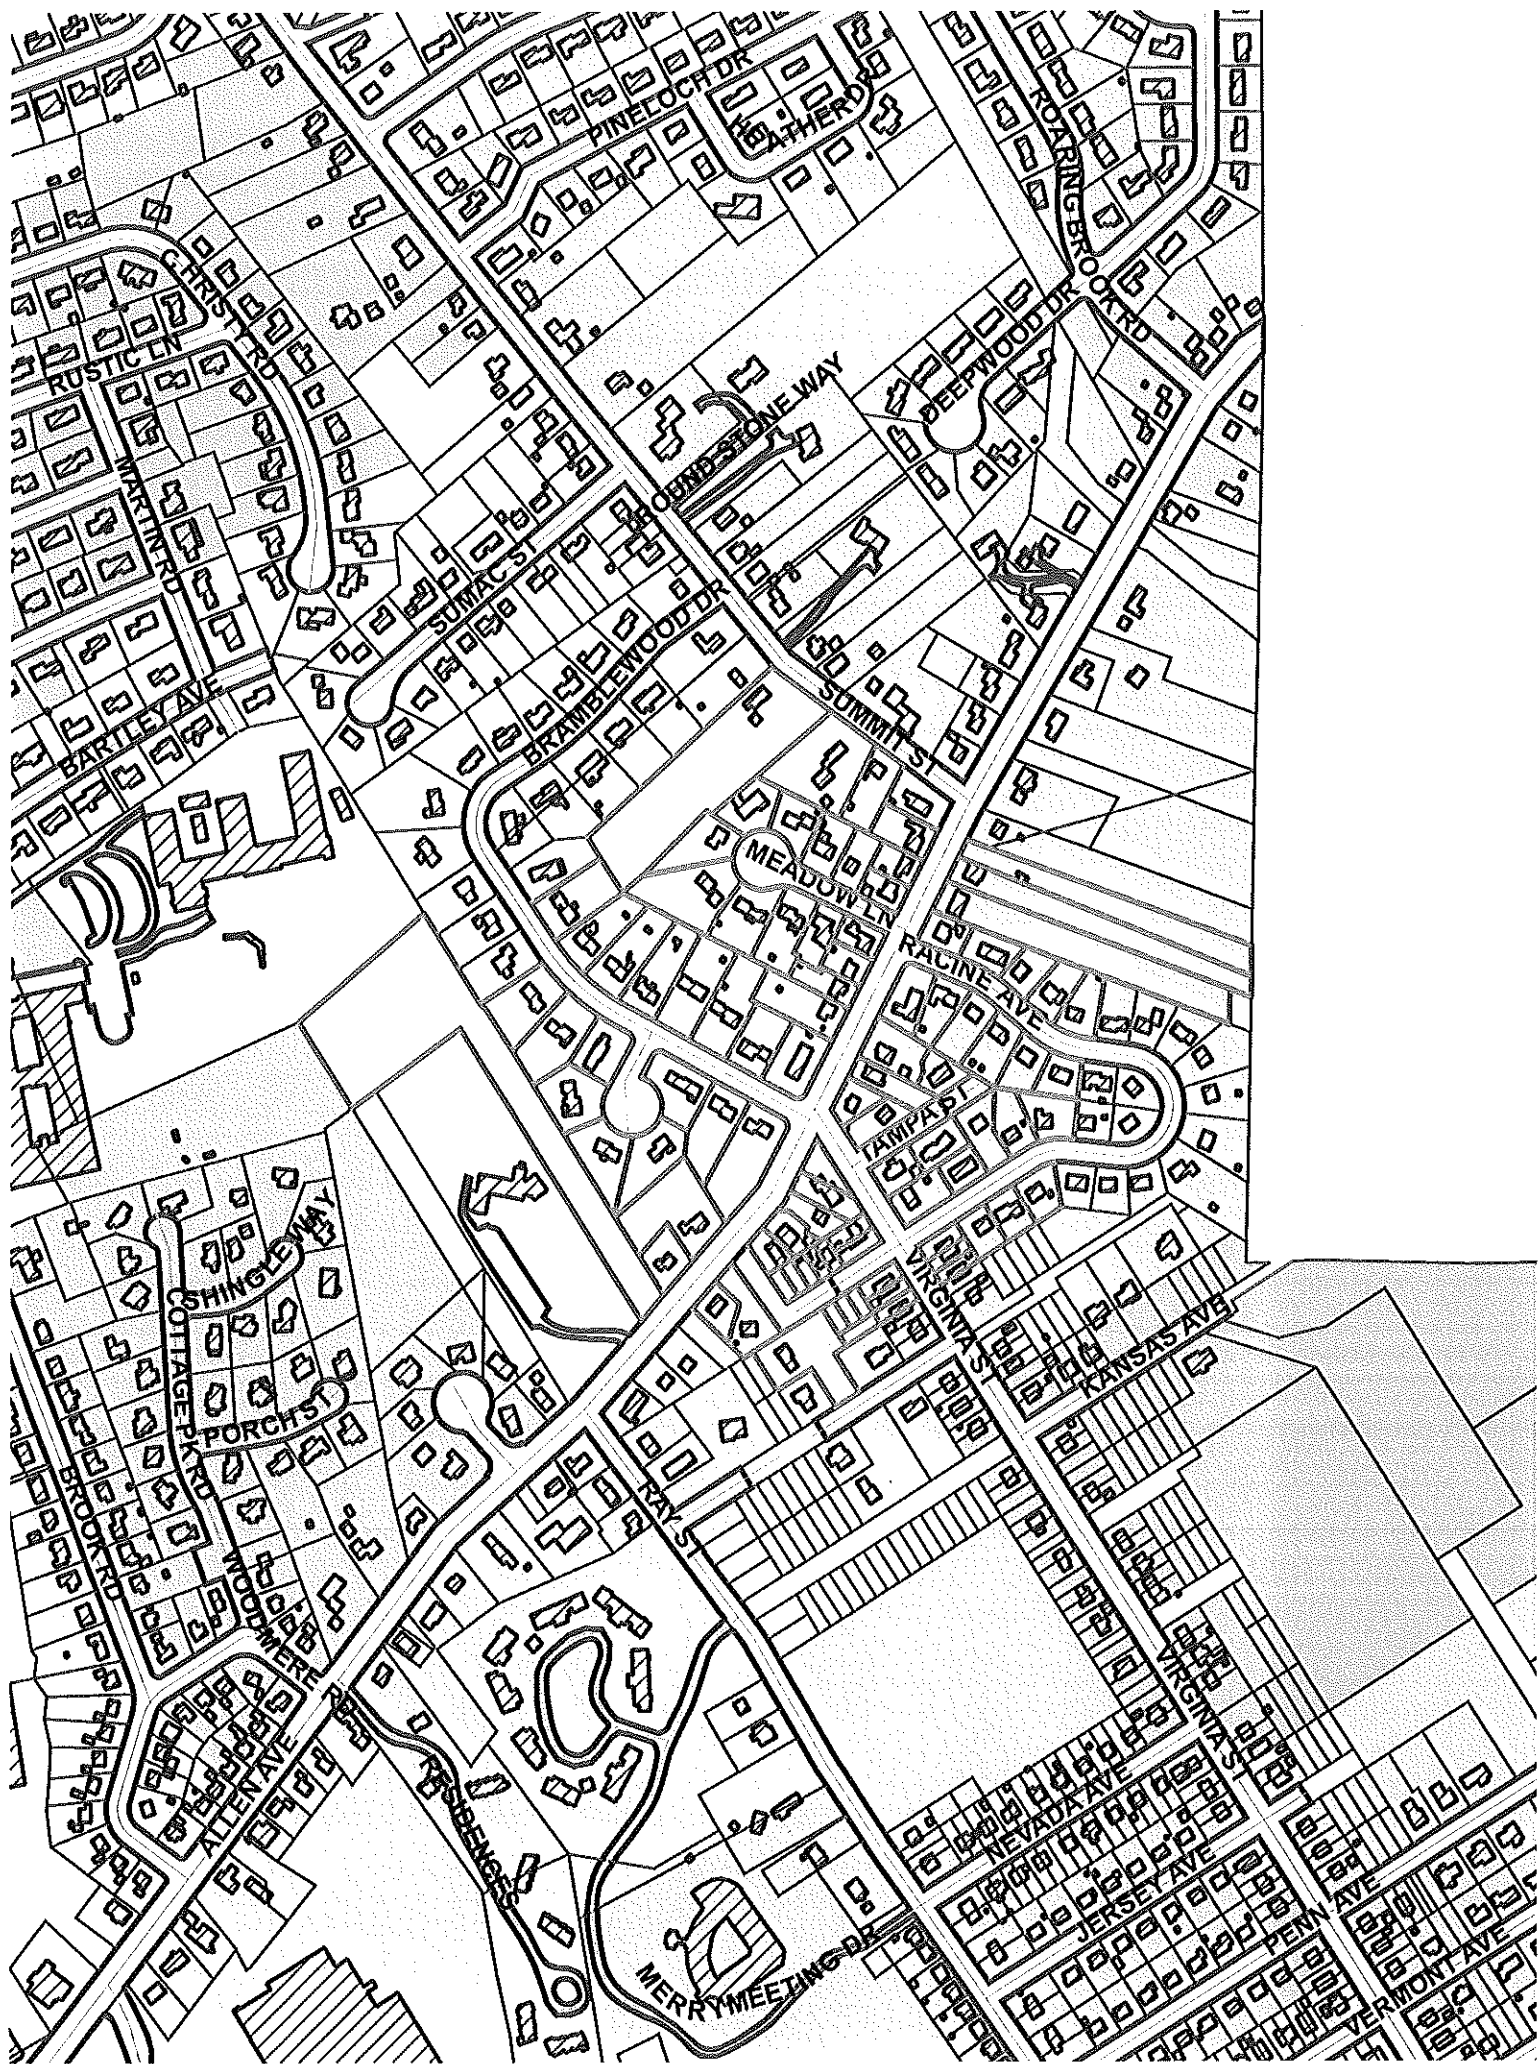 PINELOCH DR
HEATHER DR
ROARING BROOK RD
CHRISTY RD
RUSTIC LN
DEEPWOOD DR
ROUND STONE WAY
MARTIN RD
SUMAC ST
BRAMBLEWOOD DR
BARTLEY AVE
SUMMIT ST
MEADOW LN
RACINE AVE
TAMPA ST
SHINGLE WAY
VIRGINIA ST
COTTAGE PK RD
KANSAS AVE
PORCH ST
BROOK RD
RAY ST
WOODMERE RD
VIRGINIA ST
ALLEN AVE
RESIDENCES
NEVADA AVE
JERSEY AVE
PENN AVE
MERRYMEETING DR
VERMONT AVE